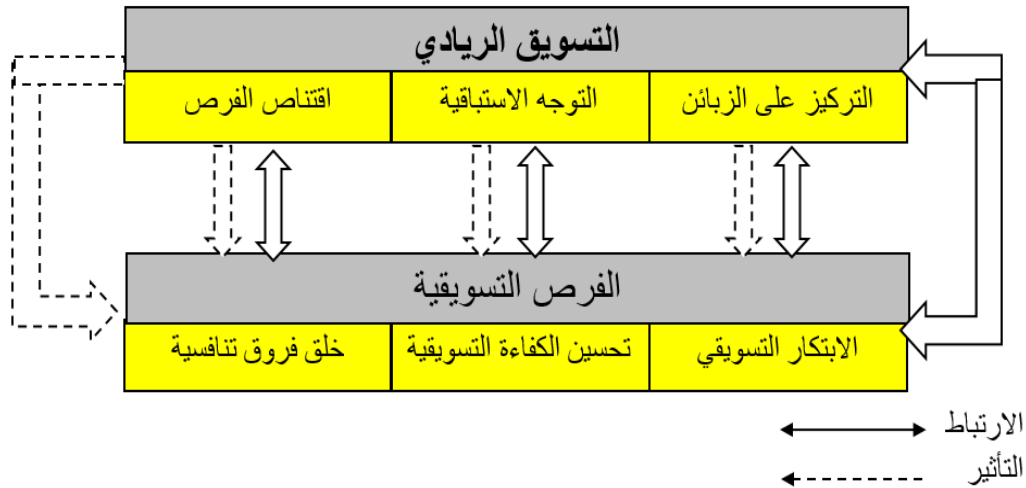 التسويق الريادي
التركيز على الزبائن
التوجه الاستباقية
اقتناص الفرص
الفرص التسويقية
الابتكار التسويقي
تحسين الكفاءة التسويقية
خلق فروق تنافسية
الارتباط
التأثير